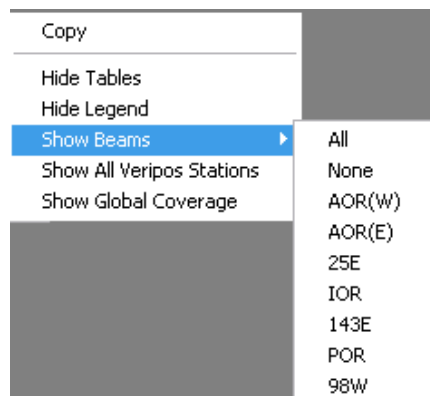 Copy
Hide Tables
Hide Legend
Show Beams
Show All Veripos Stations
Show Global Coverage
All
None
AOR(W)
AOR(E)
25E
IOR
143E
POR
98W